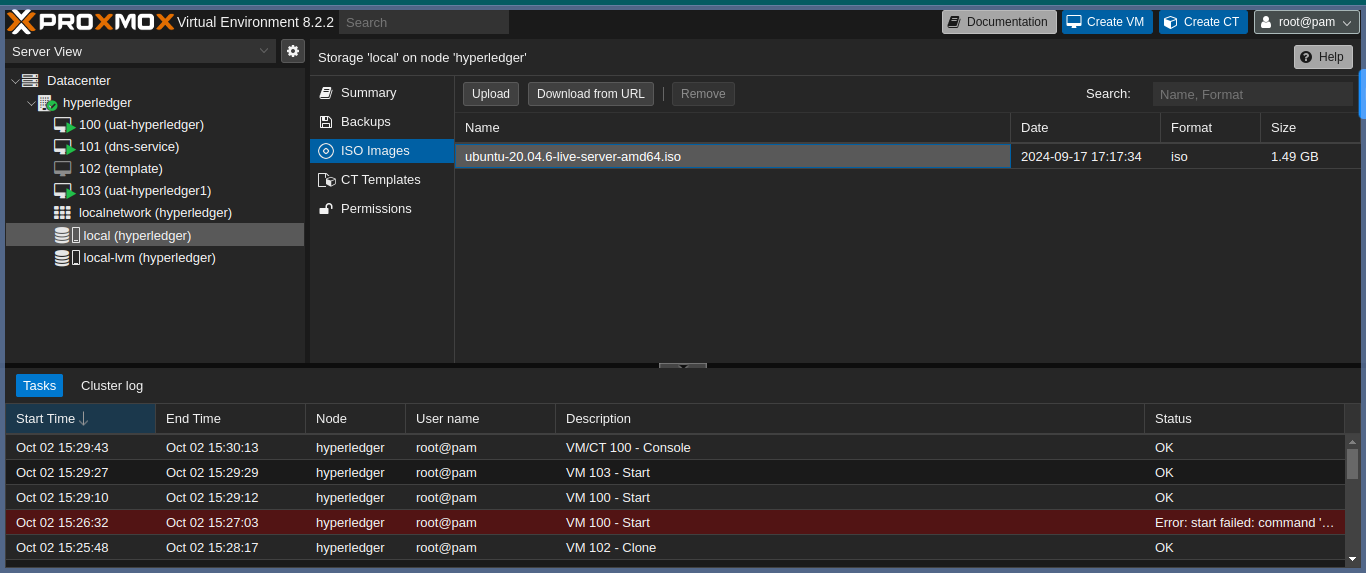 PROXMOX Virtual Environment 8.2.2 Search Documentation Create VM Create CT root@pam
Server View
Storage 'local' on node 'hyperledger' Help
Datacenter
hyperledger
100 (uat-hyperledger)
101 (dns-service)
102 (template)
103 (uat-hyperledger1)
localnetwork (hyperledger)
local (hyperledger)
local-lvm (hyperledger)
Summary
Backups
ISO Images
CT Templates
Permissions
Upload Download from URL Remove Search: Name, Format
Name Date Format Size
ubuntu-20.04.6-live-server-amd64.iso 2024-09-17 17:17:34 iso 1.49 GB
Tasks Cluster log
Start Time End Time Node User name Description Status
Oct 02 15:29:43 Oct 02 15:30:13 hyperledger root@pam VM/CT 100 - Console OK
Oct 02 15:29:27 Oct 02 15:29:29 hyperledger root@pam VM 103 - Start OK
Oct 02 15:29:10 Oct 02 15:29:12 hyperledger root@pam VM 100 - Start OK
Oct 02 15:26:32 Oct 02 15:27:03 hyperledger root@pam VM 100 - Start Error: start failed: command '...
Oct 02 15:25:48 Oct 02 15:28:17 hyperledger root@pam VM 102 - Clone OK